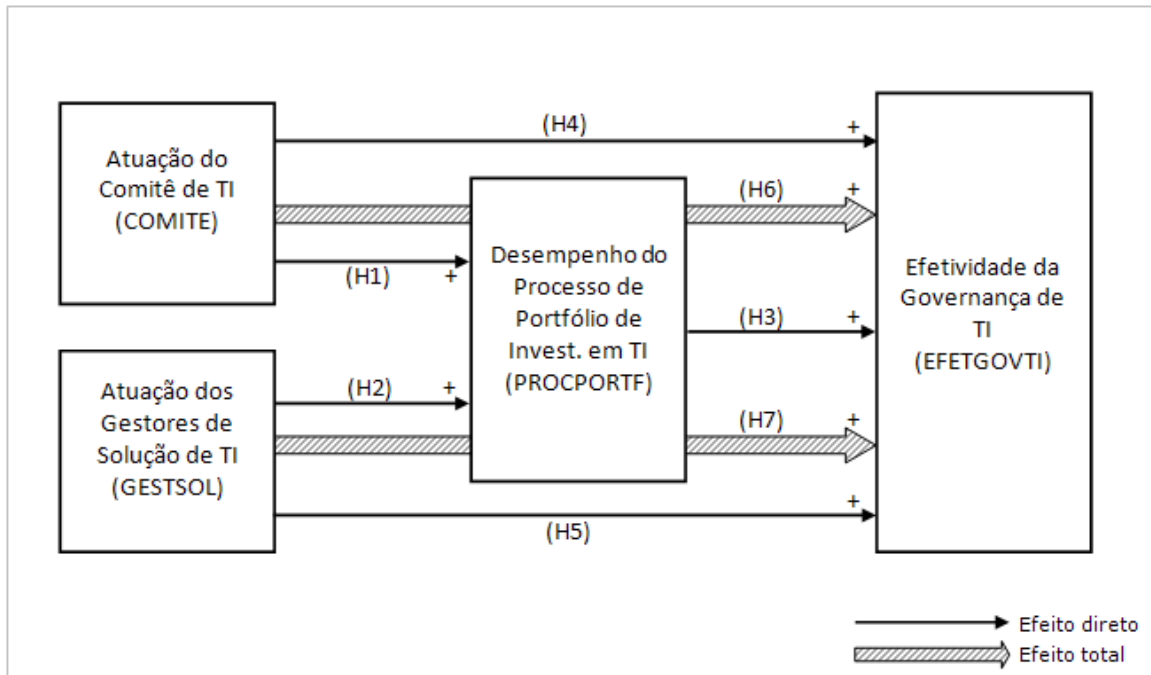 Atuação do
Comitê de TI
(COMITE)
(H4)
+
(H6)
+
(H1)
+
Desempenho do
Processo de
Portfólio de
Invest. em TI
(PROCPORTF)
(H3)
+
Efetividade da
Governança de
TI
(EFETGOVTI)
Atuação dos
Gestores de
Solução de TI
(GESTSOL)
(H2)
+
(H7)
+
(H5)
+
Efeito direto
Efeito total